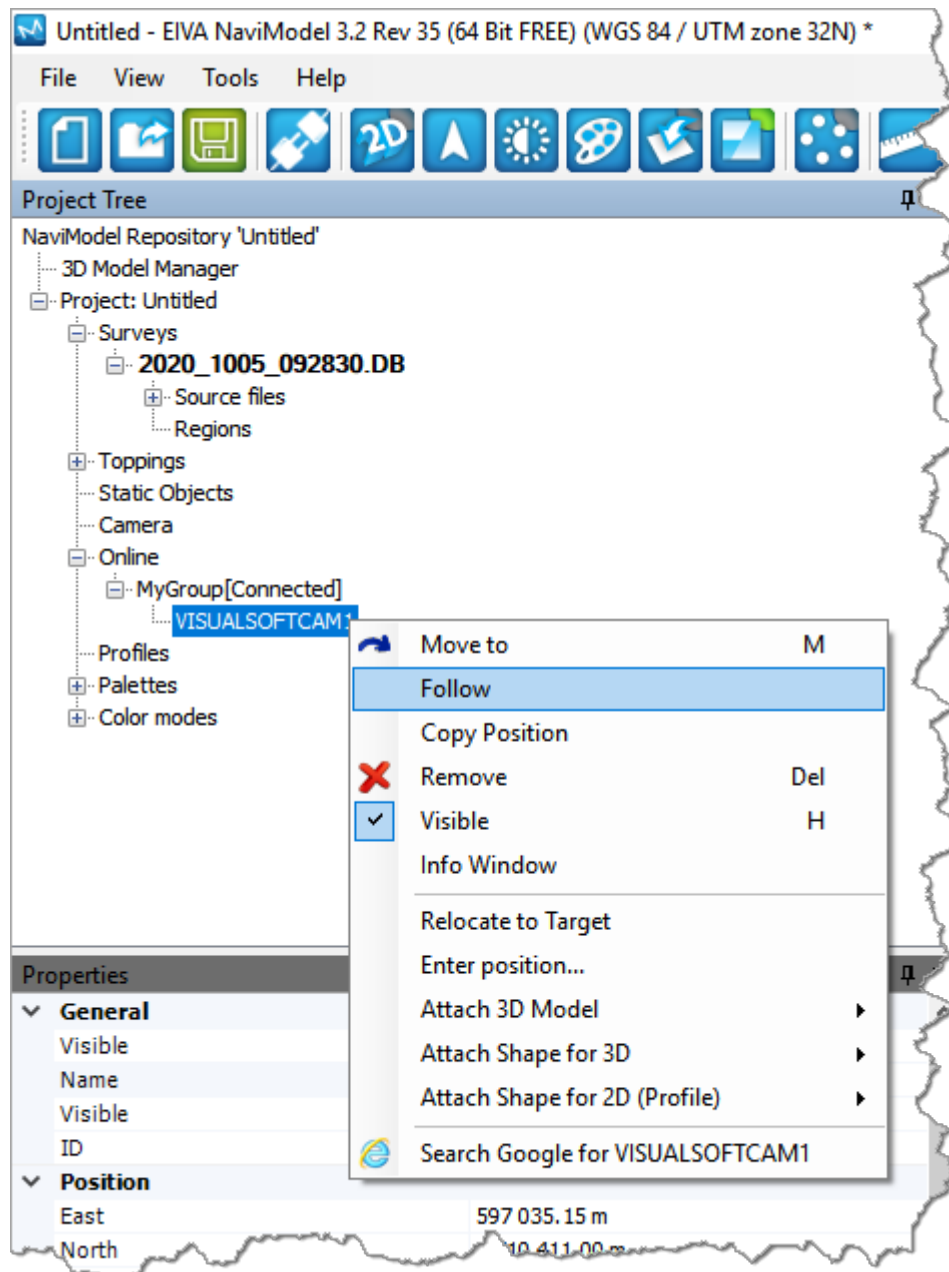 Untitled - EIVA NaviModel 3.2 Rev 35 (64 Bit FREE) (WGS 84 / UTM zone 32N) *
File View Tools Help
2D
Project Tree
NaviModel Repository 'Untitled'
3D Model Manager
Project: Untitled
Surveys
2020_1005_092830.DB
Source files
Regions
Toppings
Static Objects
Camera
Online
MyGroup[Connected]
VISUALSOFTCAM1
Profiles
Palettes
Color modes
Move to M
Follow
Copy Position
Remove Del
Visible H
Info Window
Relocate to Target
Enter position...
Attach 3D Model
Attach Shape for 3D
Attach Shape for 2D (Profile)
Search Google for VISUALSOFTCAM1
Properties
General
Visible
Name
Visible
ID
Position
East 597 035.15 m
North